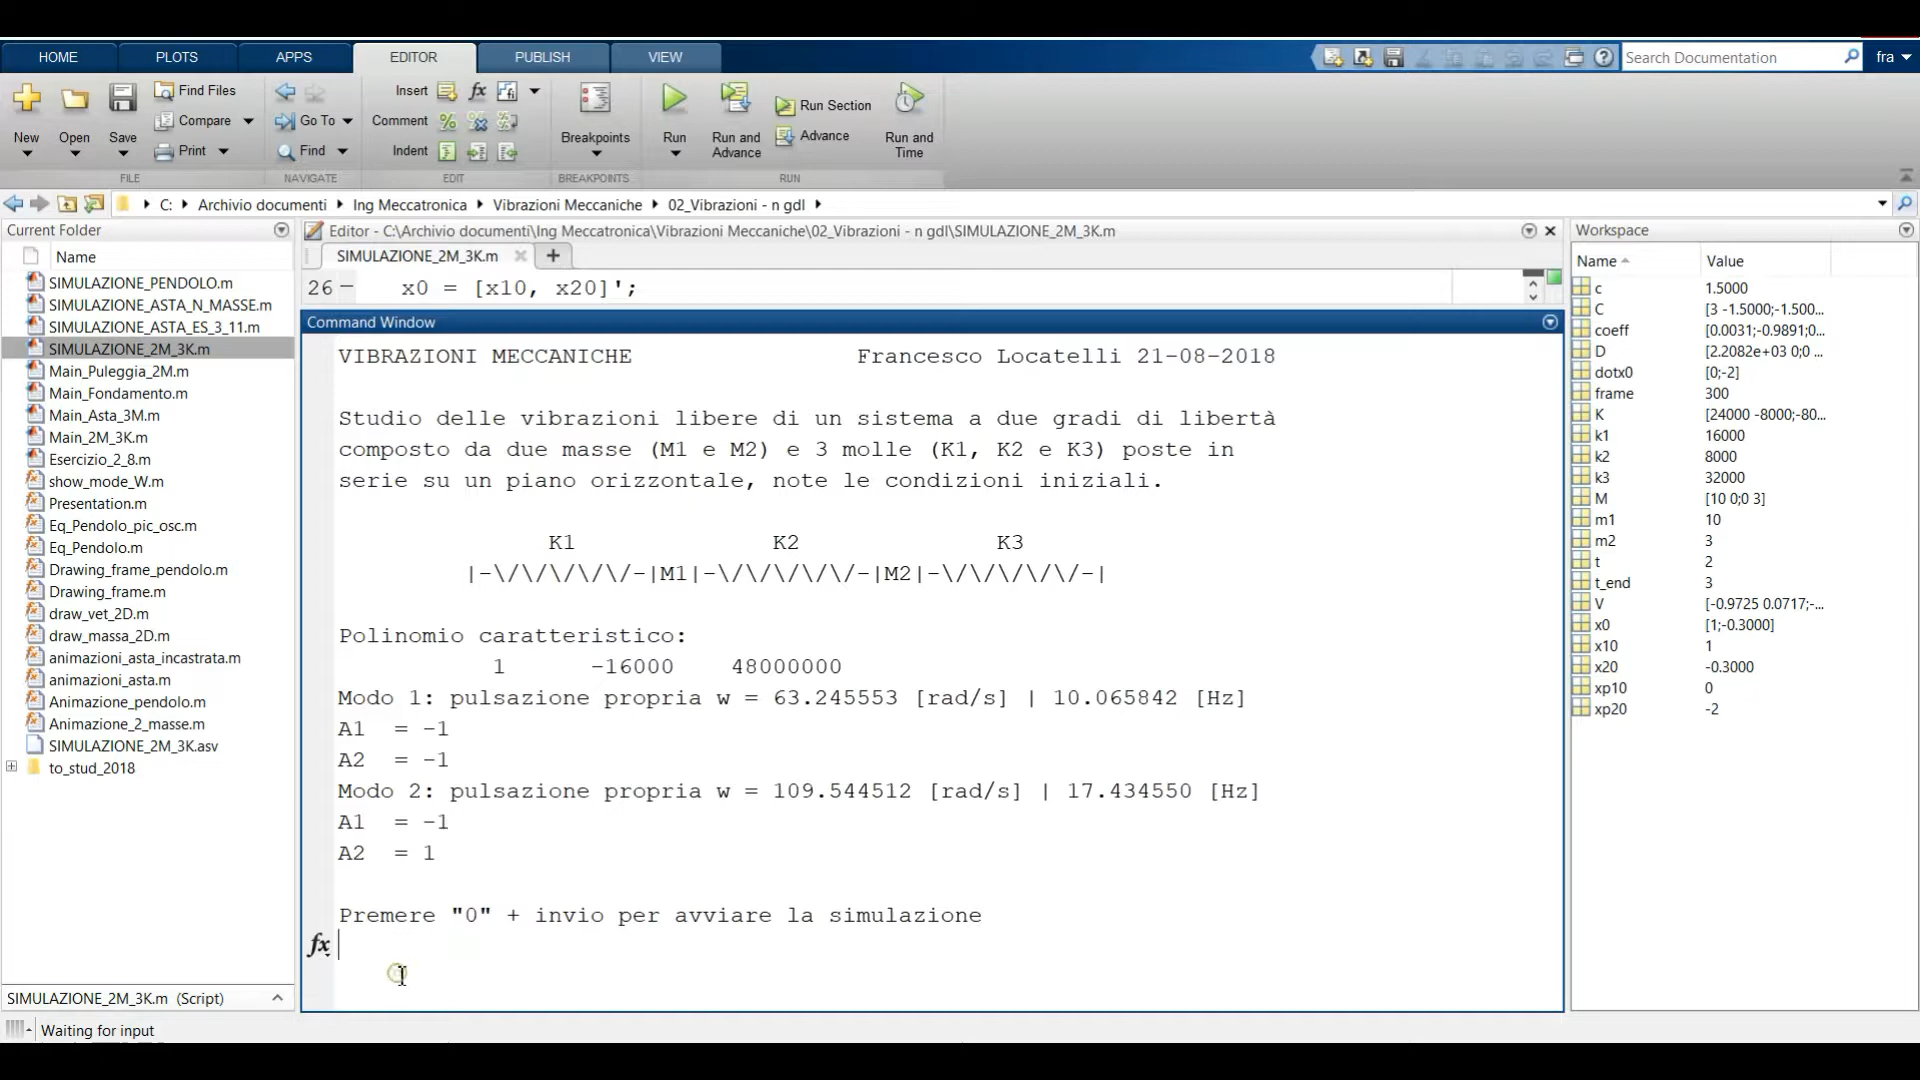 HOME PLOTS APPS EDITOR PUBLISH VIEW Search Documentation fra
New Open Save Find Files Compare Print Go To Find Insert Comment Indent Breakpoints Run Run and Advance Run Section Advance Run and Time
FILE NAVIGATE EDIT BREAKPOINTS RUN
C: Archivio documenti Ing Meccatronica Vibrazioni Meccaniche 02_Vibrazioni - n gdl
Current Folder
Name
SIMULAZIONE_PENDOLO.m
SIMULAZIONE_ASTA_N_MASSE.m
SIMULAZIONE_ASTA_ES_3_11.m
SIMULAZIONE_2M_3K.m
Main_Puleggia_2M.m
Main_Fondamento.m
Main_Asta_3M.m
Main_2M_3K.m
Esercizio_2_8.m
show_mode_W.m
Presentation.m
Eq_Pendolo_pic_osc.m
Eq_Pendolo.m
Drawing_frame_pendolo.m
Drawing_frame.m
draw_vet_2D.m
draw_massa_2D.m
animazioni_asta_incastrata.m
animazioni_asta.m
Animazione_pendolo.m
Animazione_2_masse.m
SIMULAZIONE_2M_3K.asv
to_stud_2018
SIMULAZIONE_2M_3K.m (Script)
Waiting for input
Editor - C:\Archivio documenti\Ing Meccatronica\Vibrazioni Meccaniche\02_Vibrazioni - n gdl\SIMULAZIONE_2M_3K.m
SIMULAZIONE_2M_3K.m
26 - x0 = [x10, x20]';
Command Window
VIBRAZIONI MECCANICHE Francesco Locatelli 21-08-2018
Studio delle vibrazioni libere di un sistema a due gradi di libertà
composto da due masse (M1 e M2) e 3 molle (K1, K2 e K3) poste in
serie su un piano orizzontale, note le condizioni iniziali.
K1 K2 K3
|-\/\/\/\/\/-|M1|-\/\/\/\/\/-|M2|-\/\/\/\/\/-|
Polinomio caratteristico:
1 -16000 48000000
Modo 1: pulsazione propria w = 63.245553 [rad/s] | 10.065842 [Hz]
A1 = -1
A2 = -1
Modo 2: pulsazione propria w = 109.544512 [rad/s] | 17.434550 [Hz]
A1 = -1
A2 = 1
Premere "0" + invio per avviare la simulazione
fx
Workspace
Name Value
c 1.5000
C [3 -1.5000;-1.500...
coeff [0.0031;-0.9891;0...
D [2.2082e+03 0;0 ...
dotx0 [0;-2]
frame 300
K [24000 -8000;-80...
k1 16000
k2 8000
k3 32000
M [10 0;0 3]
m1 10
m2 3
t 2
t_end 3
V [-0.9725 0.0717;-...
x0 [1;-0.3000]
x10 1
x20 -0.3000
xp10 0
xp20 -2